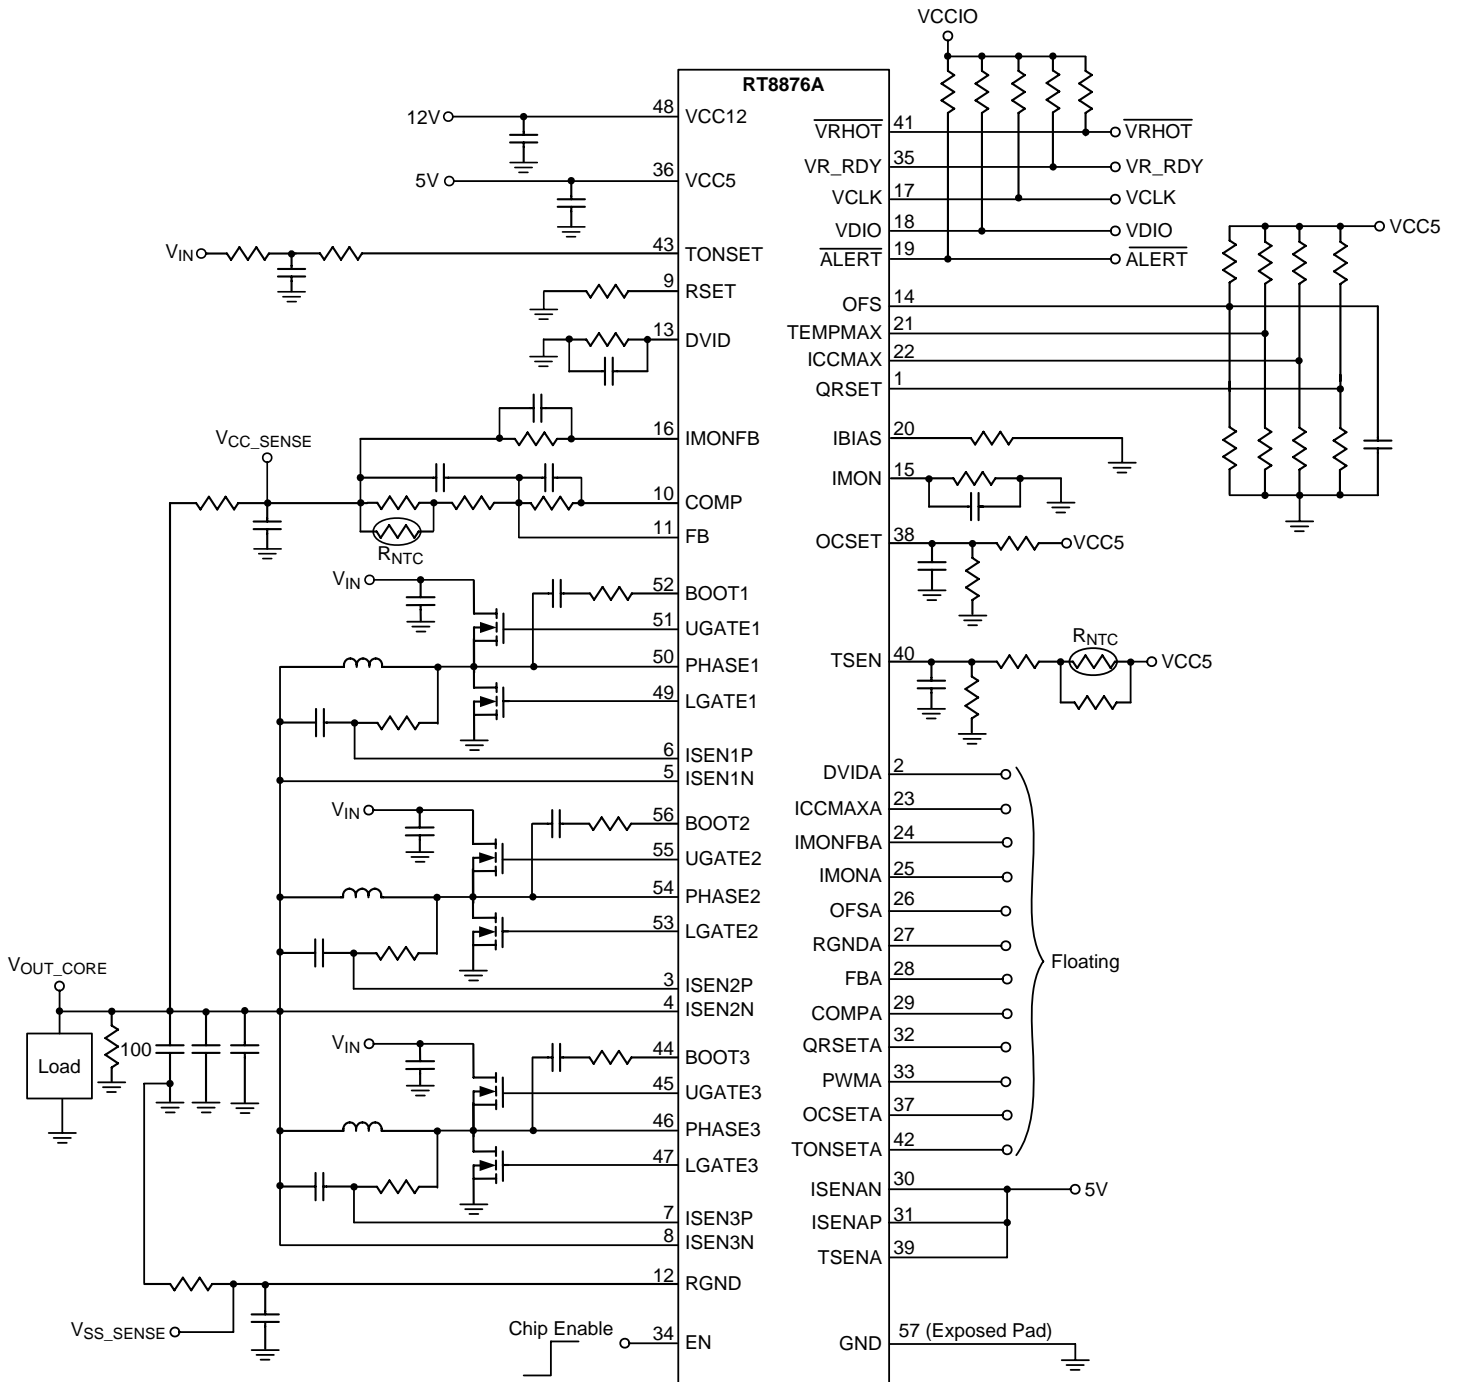 VCCIO
RT8876A
12V 48 VCC12
5V 36 VCC5
VIN 43 TONSET
9 RSET
13 DVID
16 IMONFB
VCC_SENSE
10 COMP
11 FB
RNTC
VIN
52 BOOT1
51 UGATE1
50 PHASE1
49 LGATE1
6 ISEN1P
5 ISEN1N
VIN
56 BOOT2
55 UGATE2
54 PHASE2
53 LGATE2
3 ISEN2P
4 ISEN2N
VOUT_CORE
Load
100
VIN
44 BOOT3
45 UGATE3
46 PHASE3
47 LGATE3
7 ISEN3P
8 ISEN3N
12 RGND
VSS_SENSE
Chip Enable
34 EN
VRHOT 41 VRHOT
VR_RDY 35 VR_RDY
VCLK 17 VCLK
VDIO 18 VDIO
ALERT 19 ALERT
VCC5
OFS 14
TEMPMAX 21
ICCMAX 22
QRSET 1
IBIAS 20
IMON 15
OCSET 38 VCC5
RNTC
TSEN 40 VCC5
DVIDA 2
ICCMAXA 23
IMONFBA 24
IMONA 25
OFSA 26
RGNDA 27
FBA 28
COMPA 29
QRSETA 32
PWMA 33
OCSETA 37
TONSETA 42
Floating
ISENAN 30 5V
ISENAP 31
TSENA 39
GND 57 (Exposed Pad)